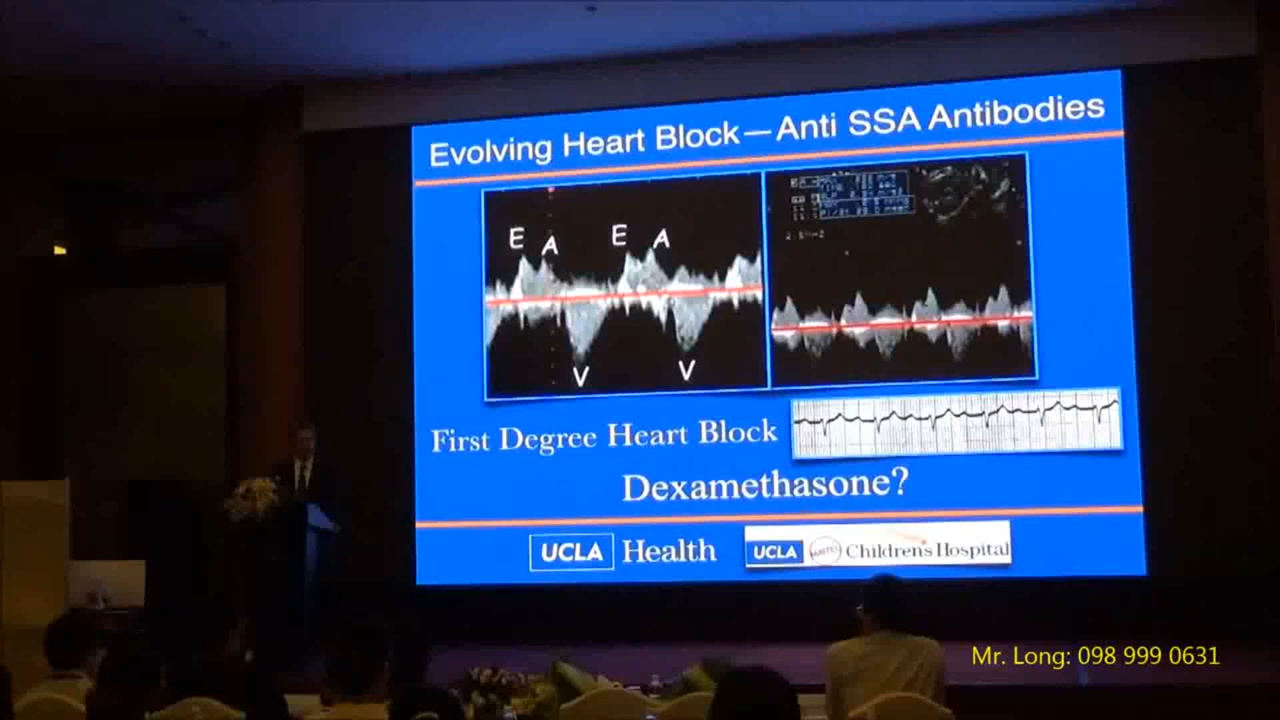 Evolving Heart Block—Anti SSA Antibodies
E A E A
V V
First Degree Heart Block
Dexamethasone?
UCLA Health
UCLA Children's Hospital
Mr. Long: 098 999 0631